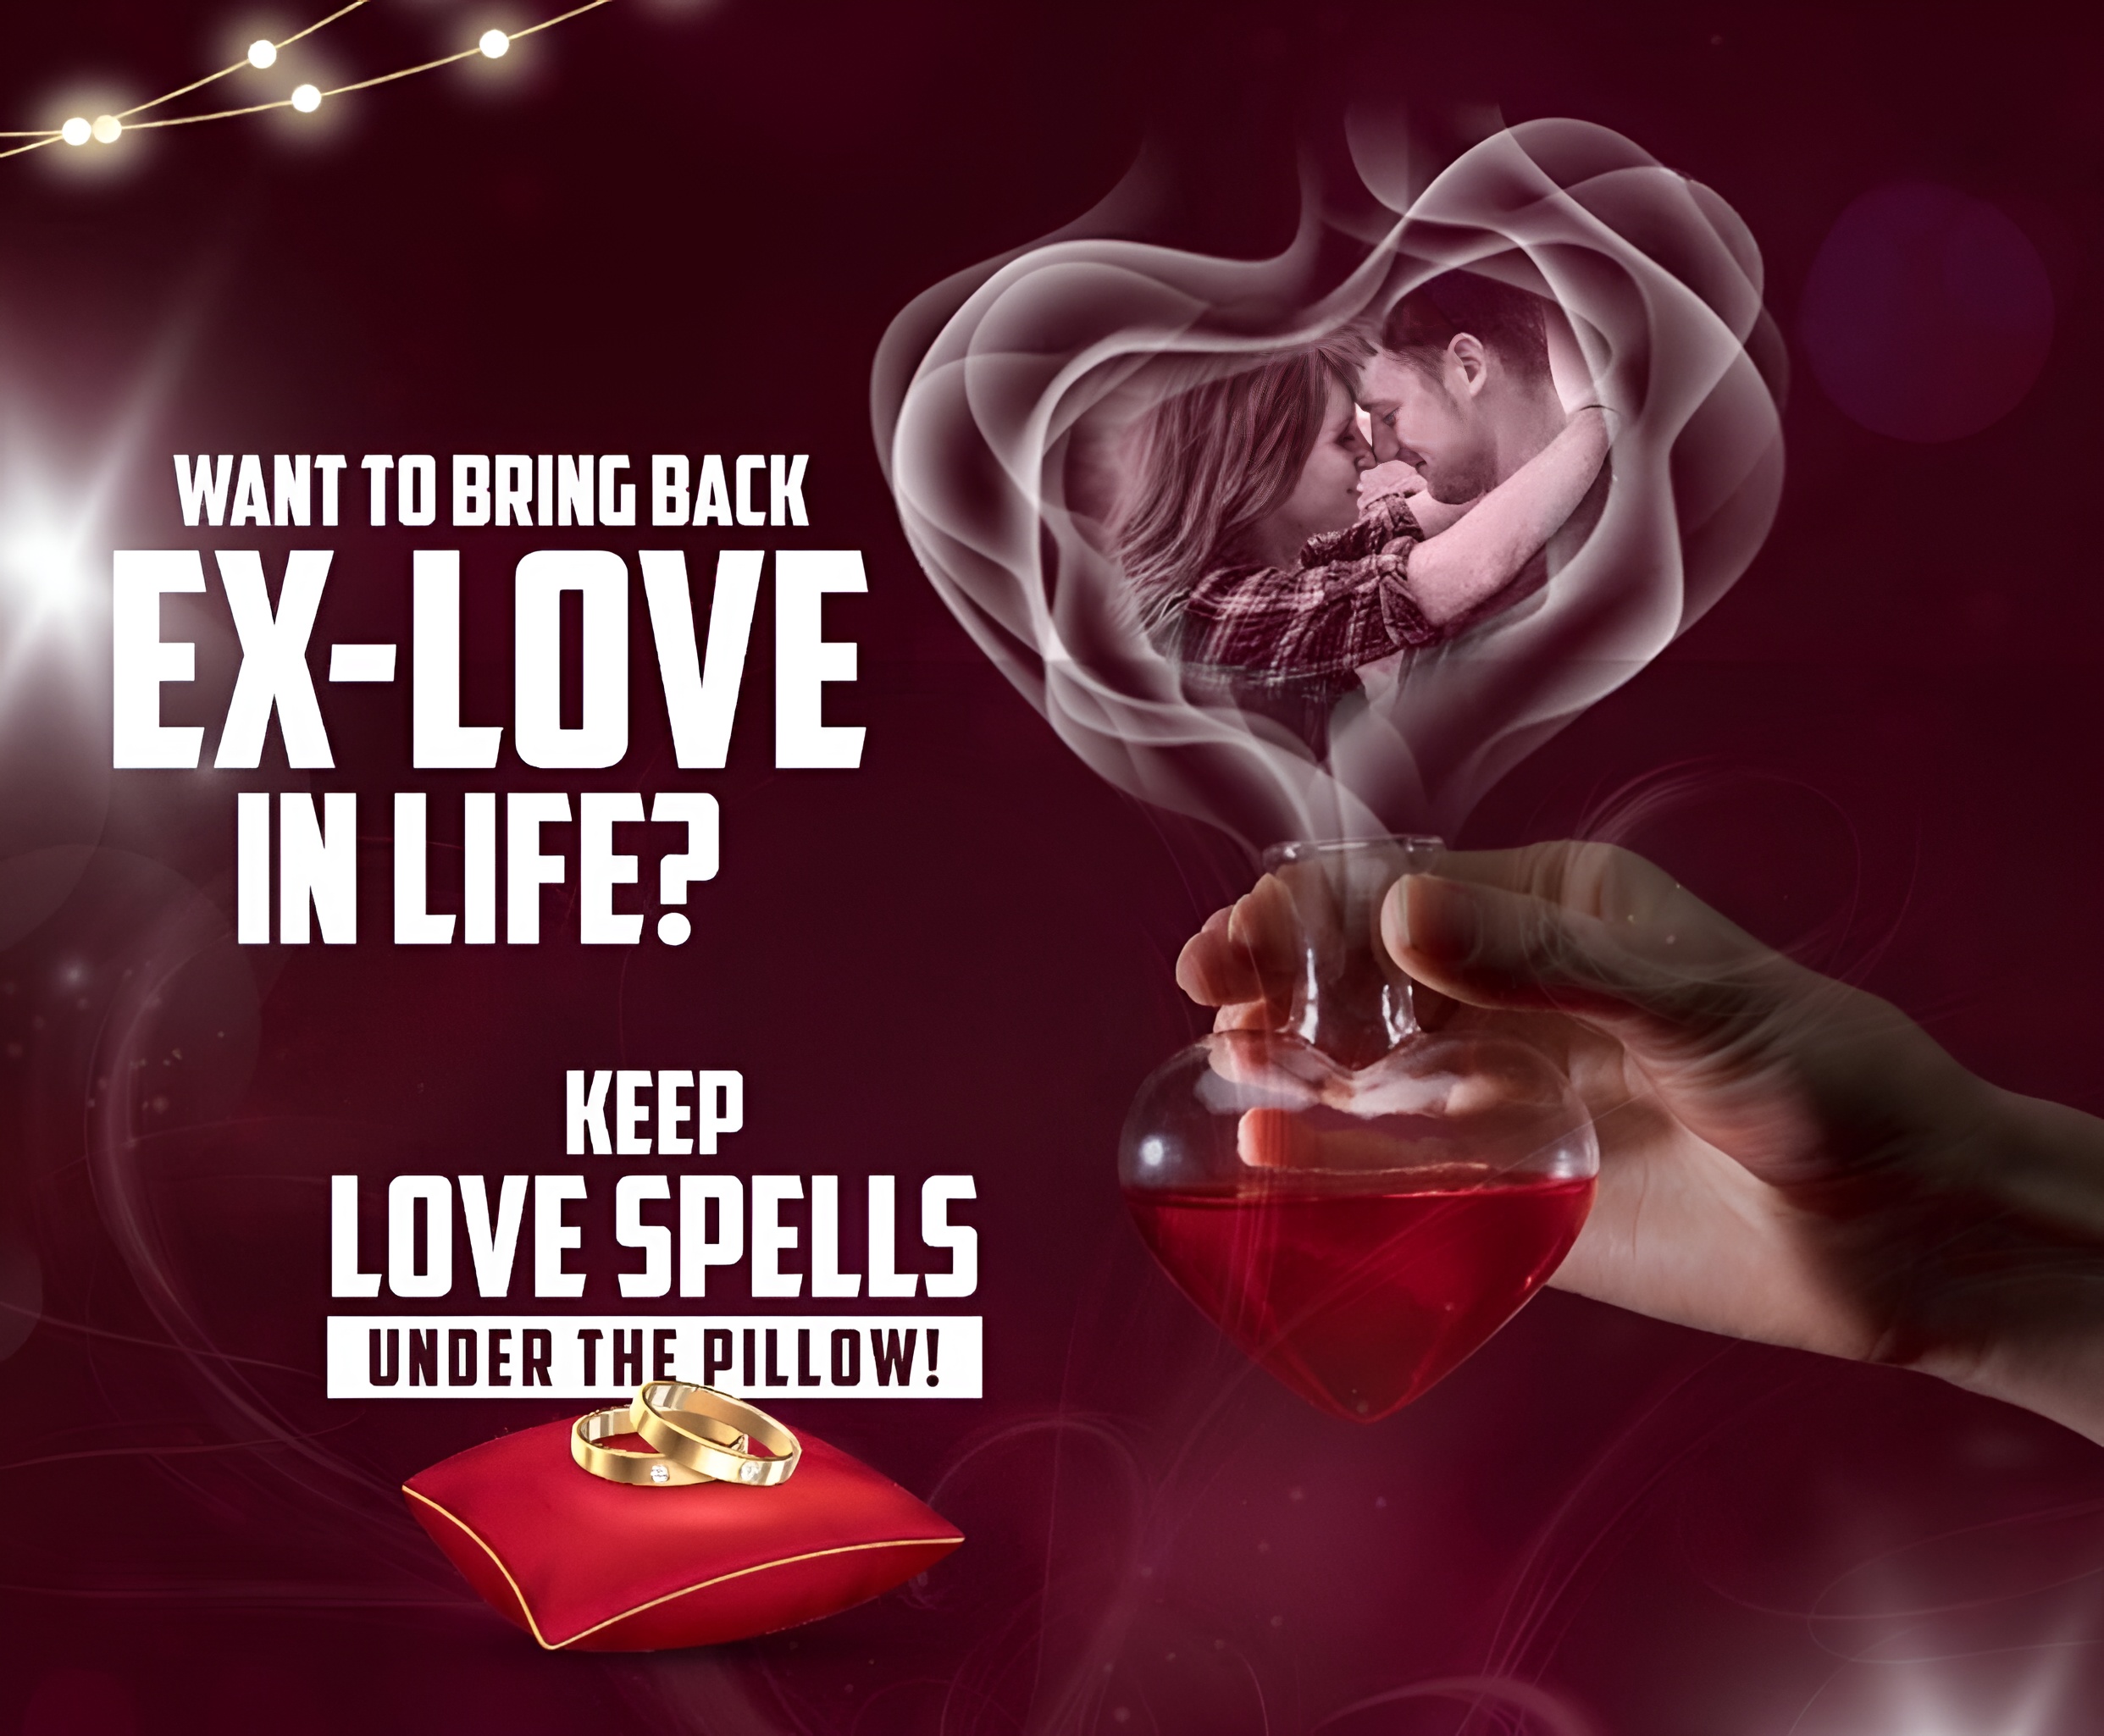 WANT TO BRING BACK
EX-LOVE
IN LIFE?
KEEP
LOVE SPELLS
UNDER THE PILLOW!